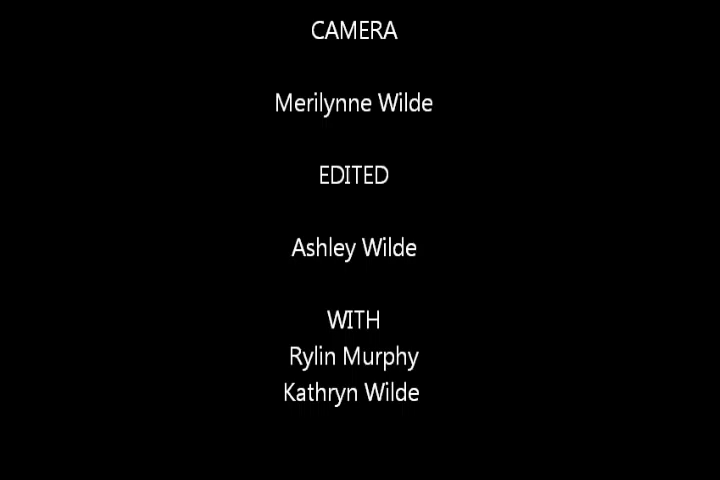 CAMERA
Merilynne Wilde
EDITED
Ashley Wilde
WITH
Rylin Murphy
Kathryn Wilde